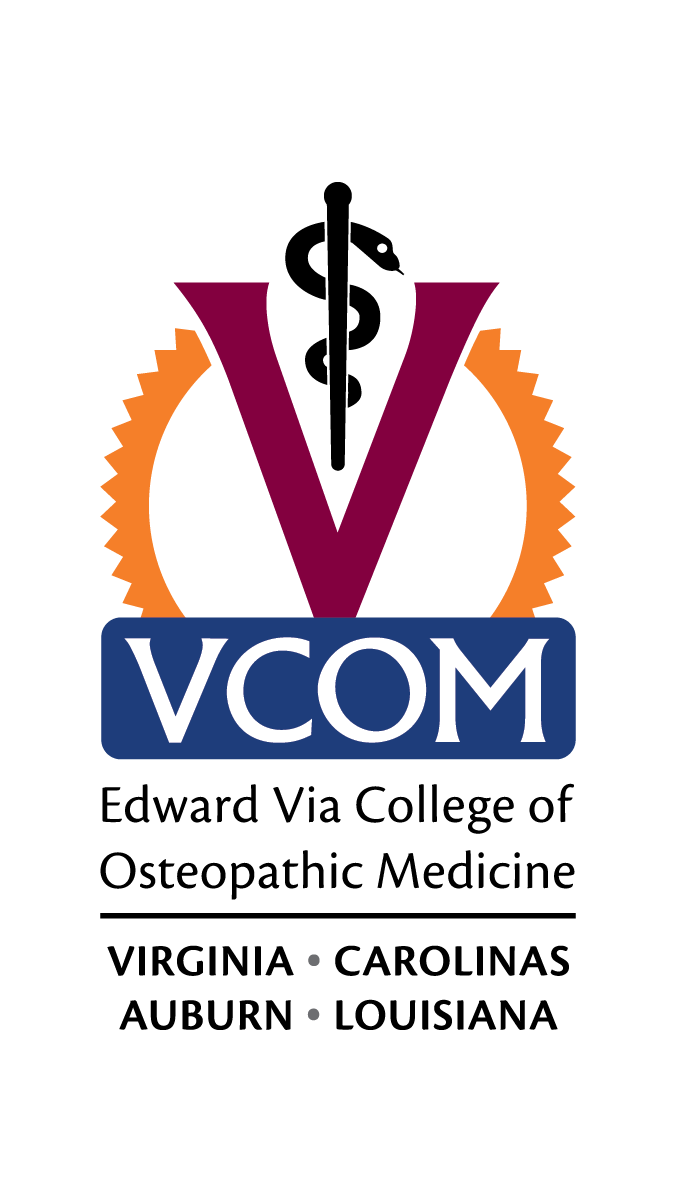 V
VCOM
Edward Via College of
Osteopathic Medicine
VIRGINIA • CAROLINAS
AUBURN • LOUISIANA